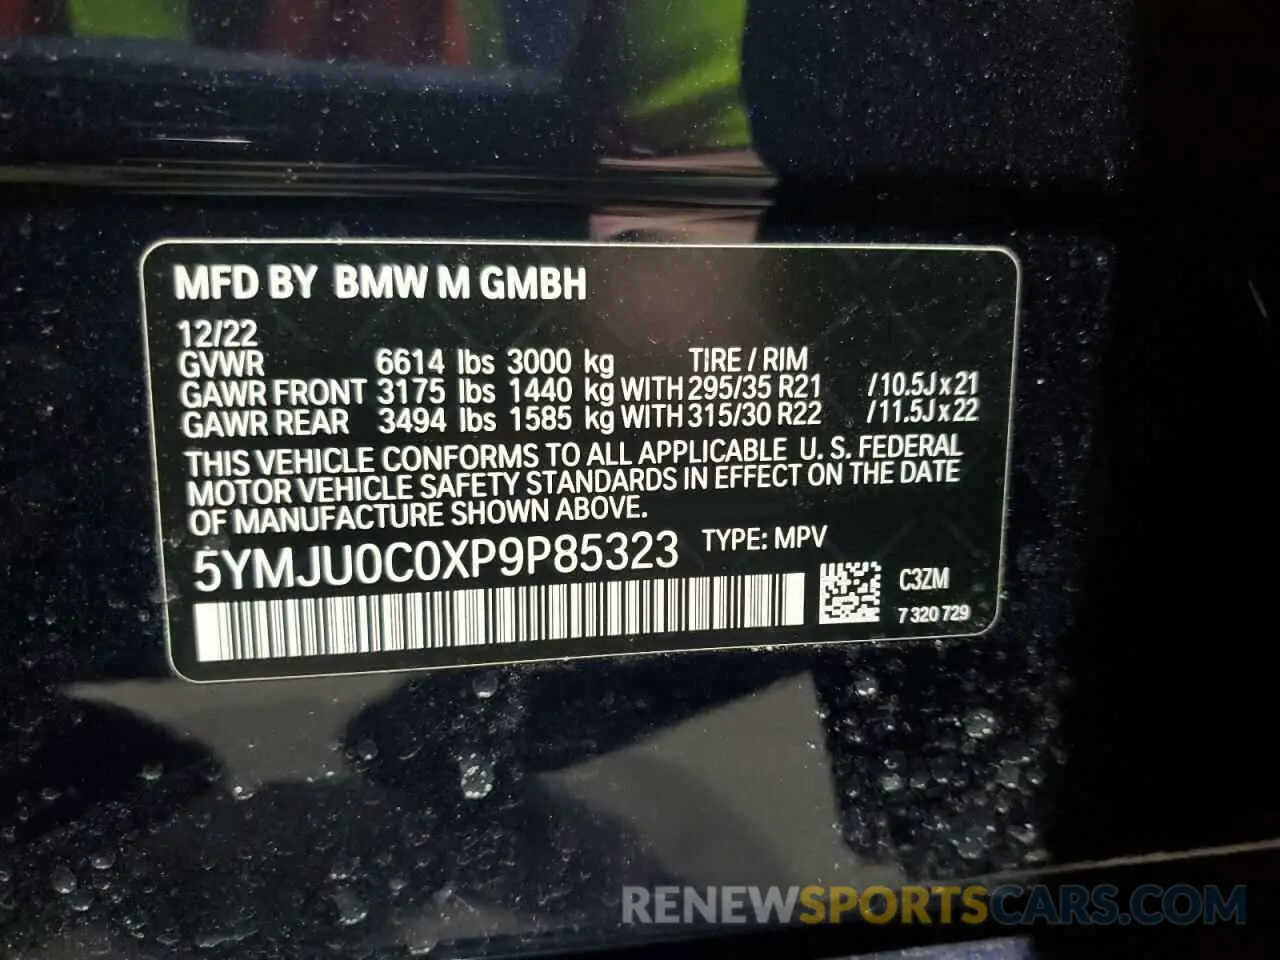 MFD BY BMW M GMBH
12/22
GVWR 6614 lbs 3000 kg TIRE / RIM
GAWR FRONT 3175 lbs 1440 kg WITH 295/35 R21 / 10.5J x 21
GAWR REAR 3494 lbs 1585 kg WITH 315/30 R22 / 11.5J x 22
THIS VEHICLE CONFORMS TO ALL APPLICABLE U. S. FEDERAL
MOTOR VEHICLE SAFETY STANDARDS IN EFFECT ON THE DATE
OF MANUFACTURE SHOWN ABOVE.
5YMJU0C0XP9P85323 TYPE: MPV
C3ZM
7 320 729
RENEWSPORTSCARS.COM